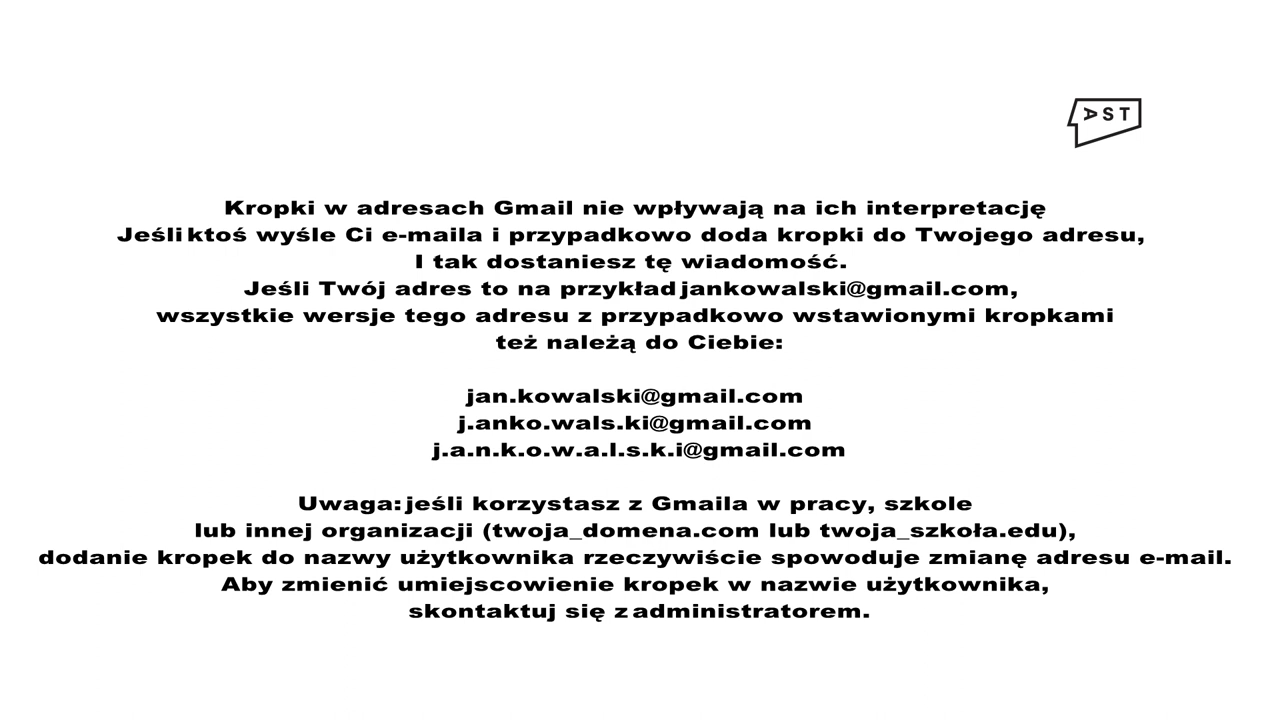 AST
Kropki w adresach Gmail nie wpływają na ich interpretację
Jeśli ktoś wyśle Ci e-maila i przypadkowo doda kropki do Twojego adresu,
I tak dostaniesz tę wiadomość.
Jeśli Twój adres to na przykład jankowalski@gmail.com,
wszystkie wersje tego adresu z przypadkowo wstawionymi kropkami
też należą do Ciebie:
jan.kowalski@gmail.com
j.anko.wals.ki@gmail.com
j.a.n.k.o.w.a.l.s.k.i@gmail.com
Uwaga: jeśli korzystasz z Gmaila w pracy, szkole
lub innej organizacji (twoja_domena.com lub twoja_szkoła.edu),
dodanie kropek do nazwy użytkownika rzeczywiście spowoduje zmianę adresu e-mail.
Aby zmienić umiejscowienie kropek w nazwie użytkownika,
skontaktuj się z administratorem.